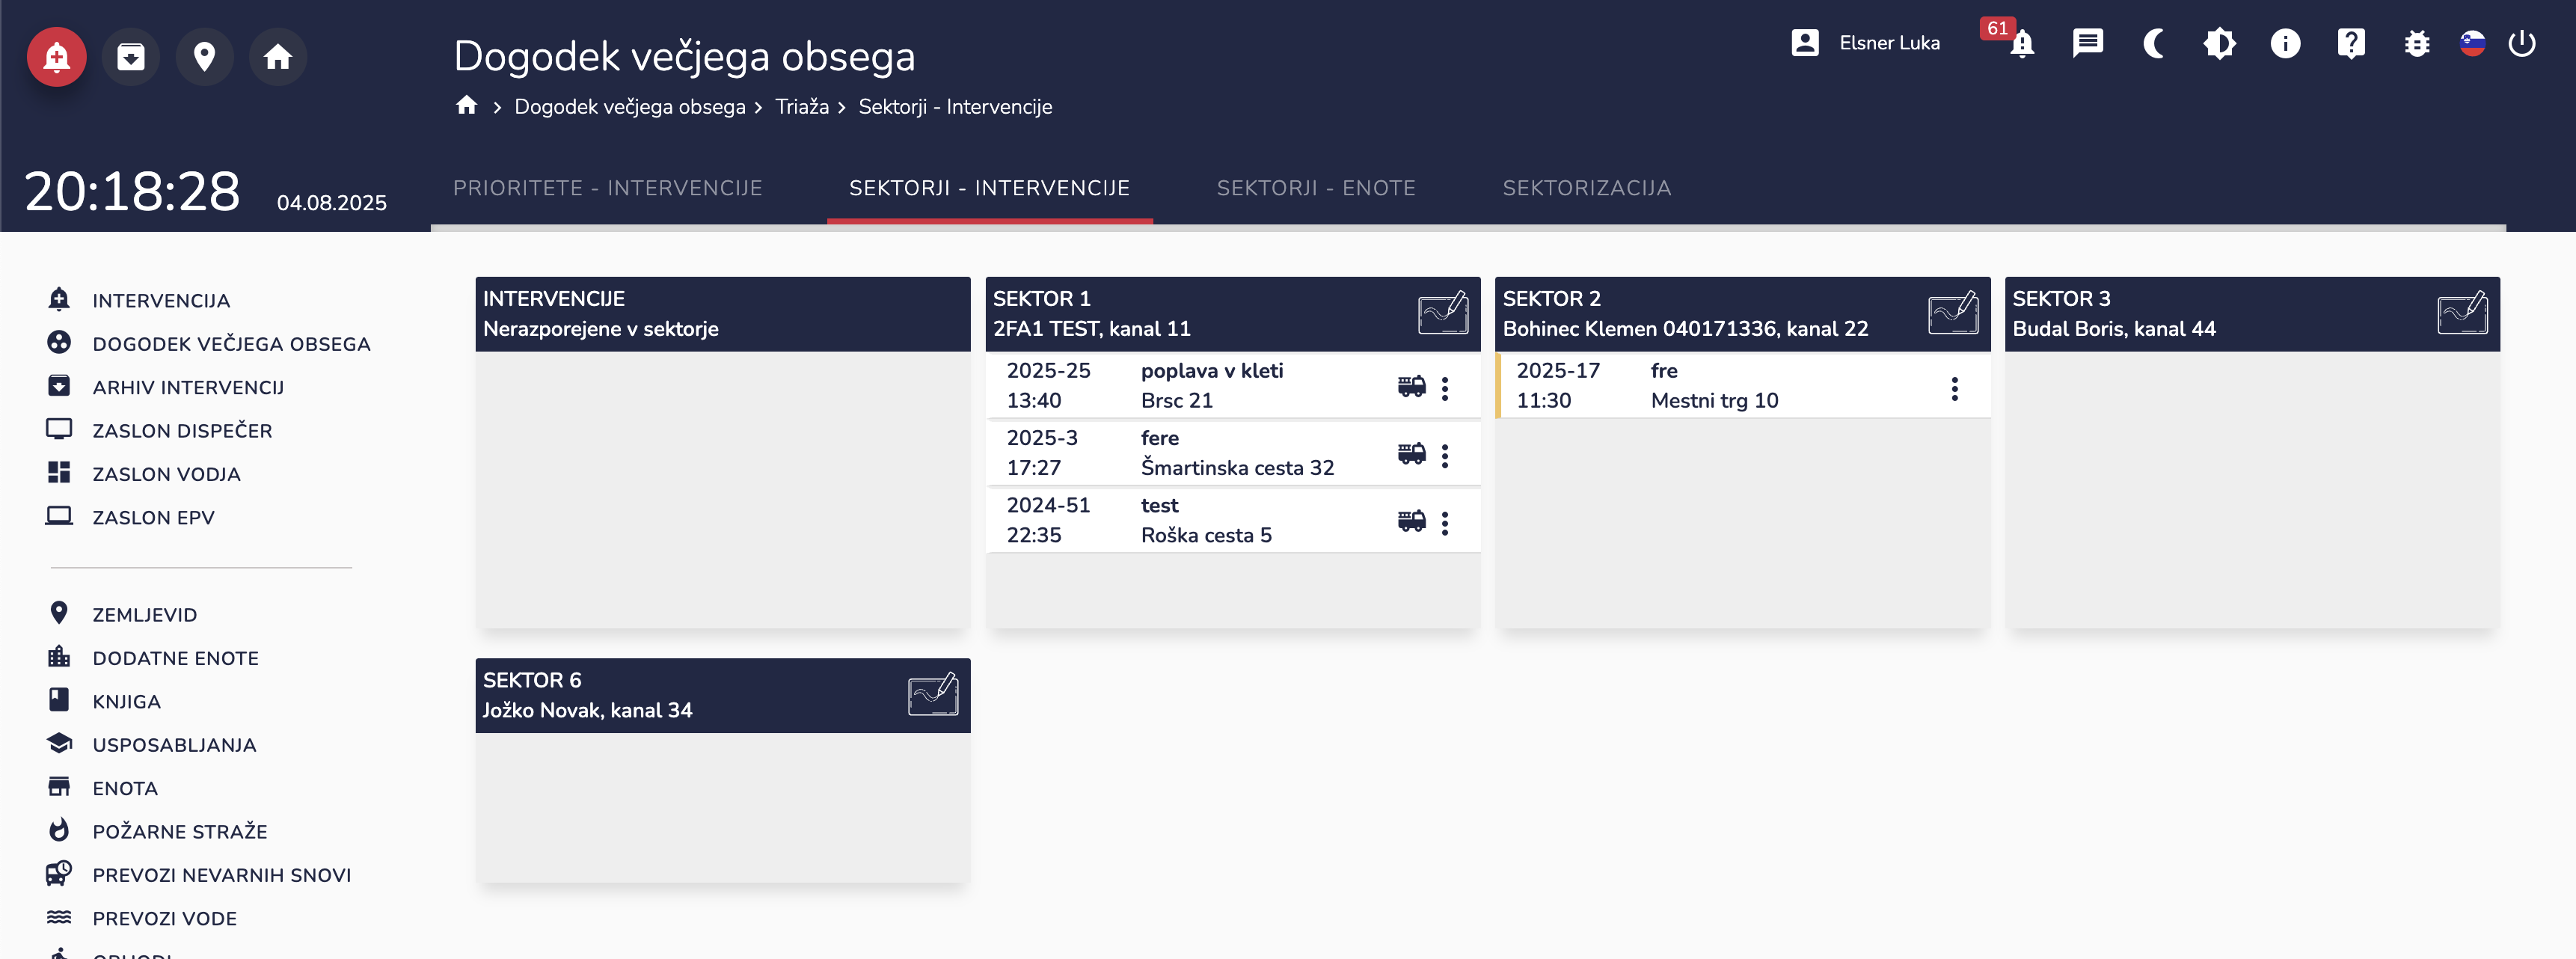 Dogodek večjega obsega
61
Elsner Luka
Dogodek večjega obsega > Triaža > Sektorji - Intervencije
20:18:28 04.08.2025
PRIORITETE - INTERVENCIJE
SEKTORJI - INTERVENCIJE
SEKTORJI - ENOTE
SEKTORIZACIJA
INTERVENCIJA
DOGODEK VEČJEGA OBSEGA
ARHIV INTERVENCIJ
ZASLON DISPEČER
ZASLON VODJA
ZASLON EPV
ZEMLJEVID
DODATNE ENOTE
KNJIGA
USPOSABLJANJA
ENOTA
POŽARNE STRAŽE
PREVOZI NEVARNIH SNOVI
PREVOZI VODE
INTERVENCIJE
Nerazporejene v sektorje
SEKTOR 1
2FA1 TEST, kanal 11
2025-25 poplava v kleti
13:40 Brsc 21
2025-3 fere
17:27 Šmartinska cesta 32
2024-51 test
22:35 Roška cesta 5
SEKTOR 2
Bohinec Klemen 040171336, kanal 22
2025-17 fre
11:30 Mestni trg 10
SEKTOR 3
Budal Boris, kanal 44
SEKTOR 6
Jožko Novak, kanal 34